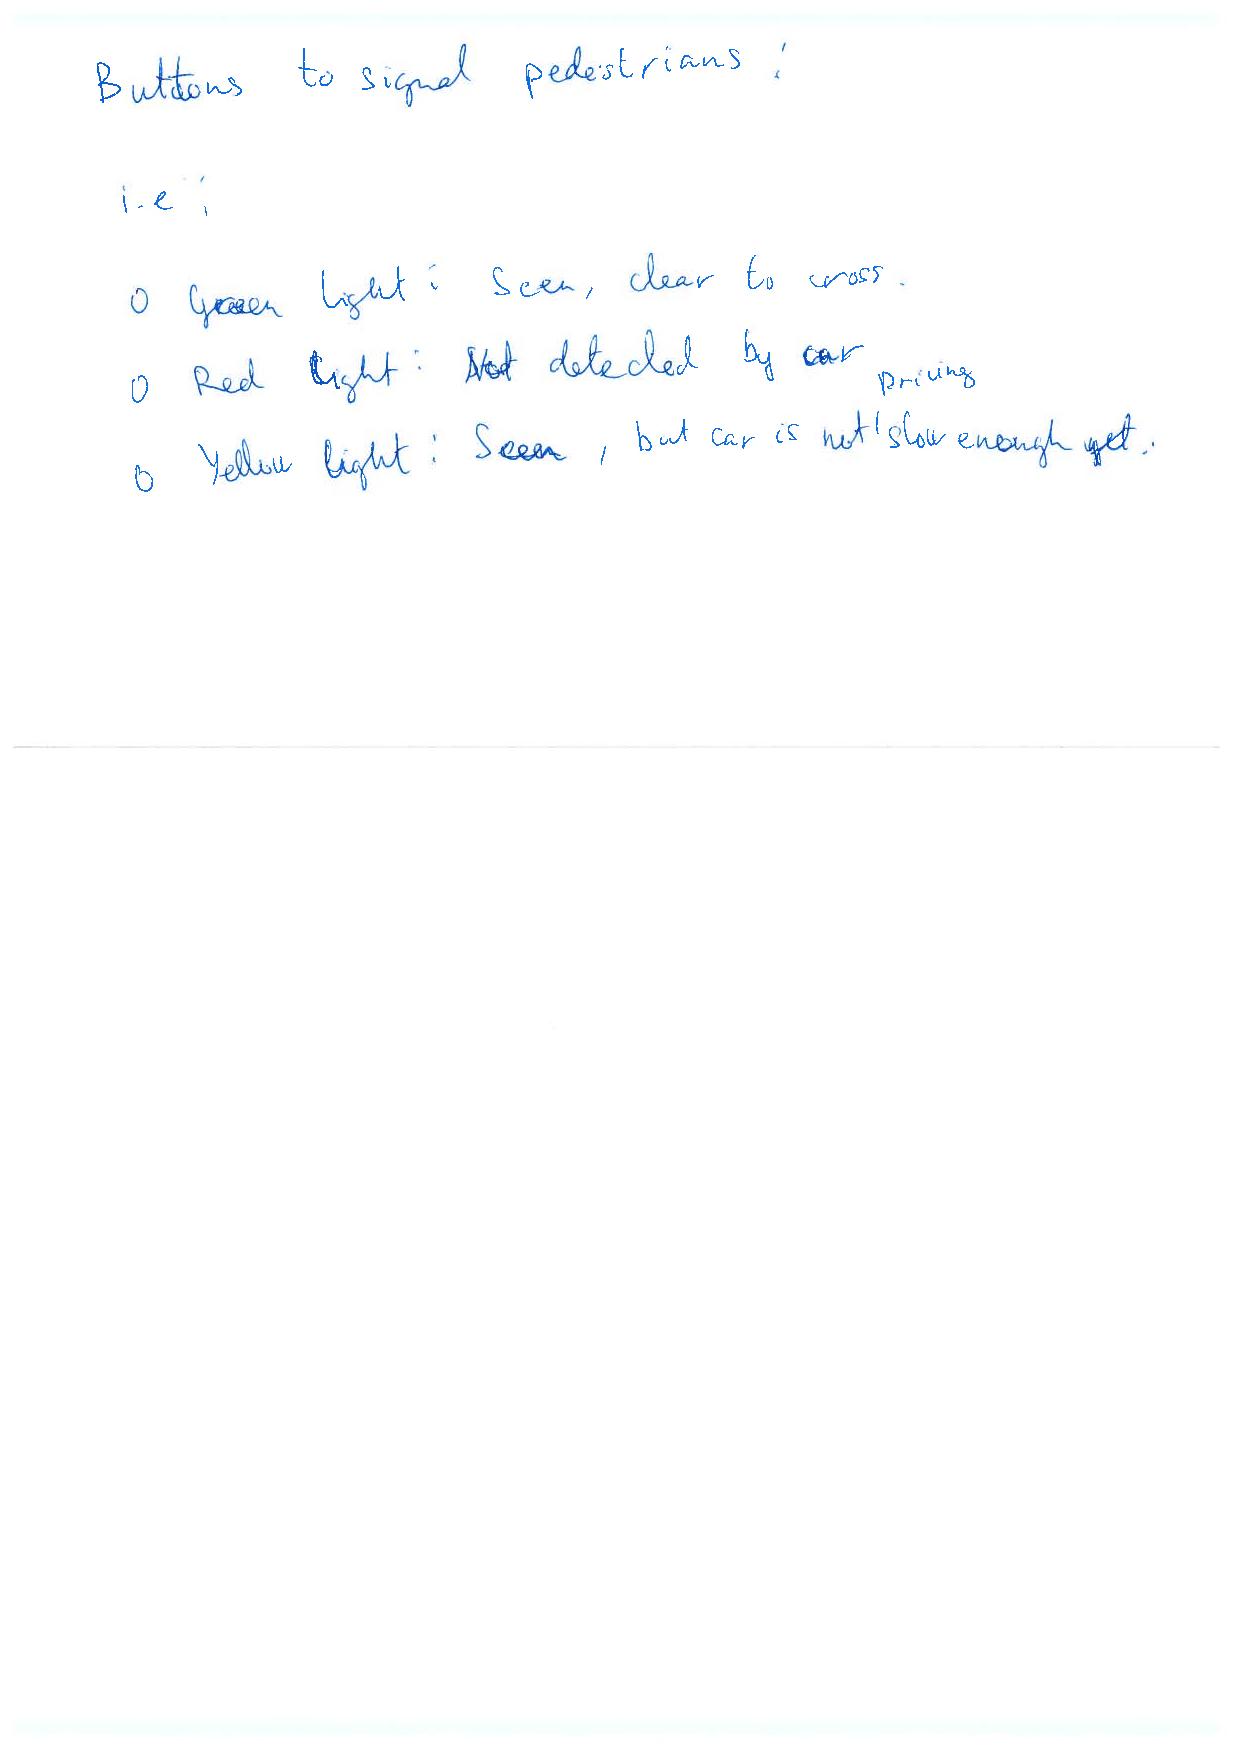 Buttons to signal pedestrians :
i.e :
o Green light : Seen, clear to cross.
o Red light : Not detected by car
driving
o Yellow light : Seen, but car is not slow enough yet.